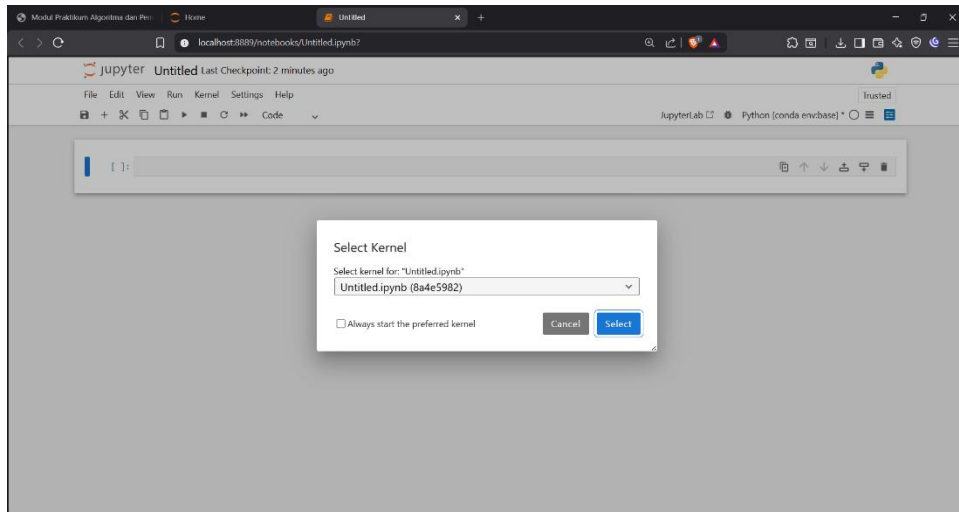 Modul Praktikum Algoritma dan Pem
Home
Untitled
localhost:8889/notebooks/Untitled.ipynb?
jupyter Untitled Last Checkpoint: 2 minutes ago
File Edit View Run Kernel Settings Help
Trusted
Code
JupyterLab
Python [conda env:base] *
[ ]:
Select Kernel
Select kernel for: "Untitled.ipynb"
Untitled.ipynb (8a4e5982)
Always start the preferred kernel
Cancel
Select